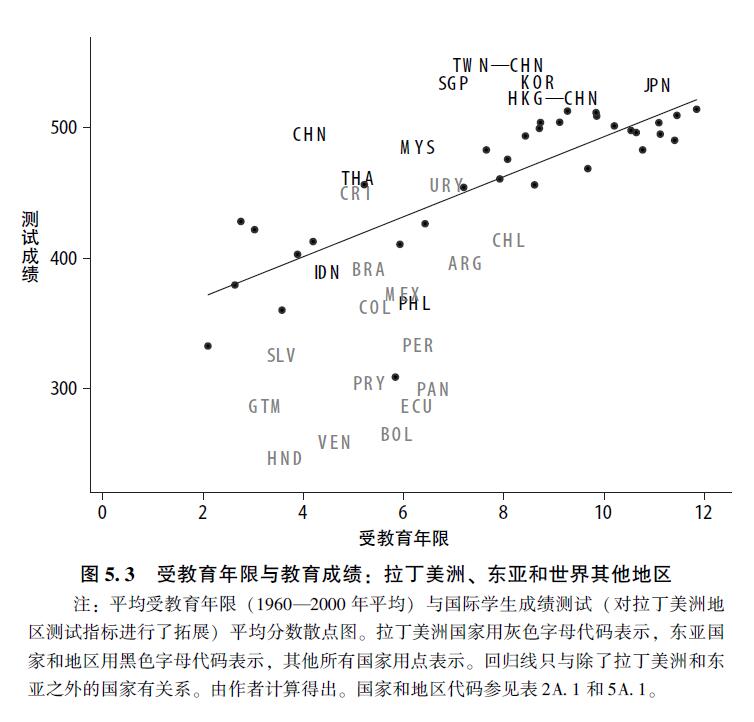 TWN—CHN
SGP KOR JPN
HKG—CHN
500
CHN
MYS
THA
CRI URY
测试成绩
CHL
400
IDN BRA ARG
MEX
COL PHL
PER
SLV
300
PRY PAN
GTM ECU
BOL
VEN
HND
0 2 4 6 8 10 12
受教育年限
图 5.3 受教育年限与教育成绩：拉丁美洲、东亚和世界其他地区
注：平均受教育年限（1960—2000 年平均）与国际学生成绩测试（对拉丁美洲地
区测试指标进行了拓展）平均分数散点图。拉丁美洲国家用灰色字母代码表示，东亚国
家和地区用黑色字母代码表示，其他所有国家用点表示。回归线只与除了拉丁美洲和东
亚之外的国家有关系。由作者计算得出。国家和地区代码参见表 2A.1 和 5A.1。